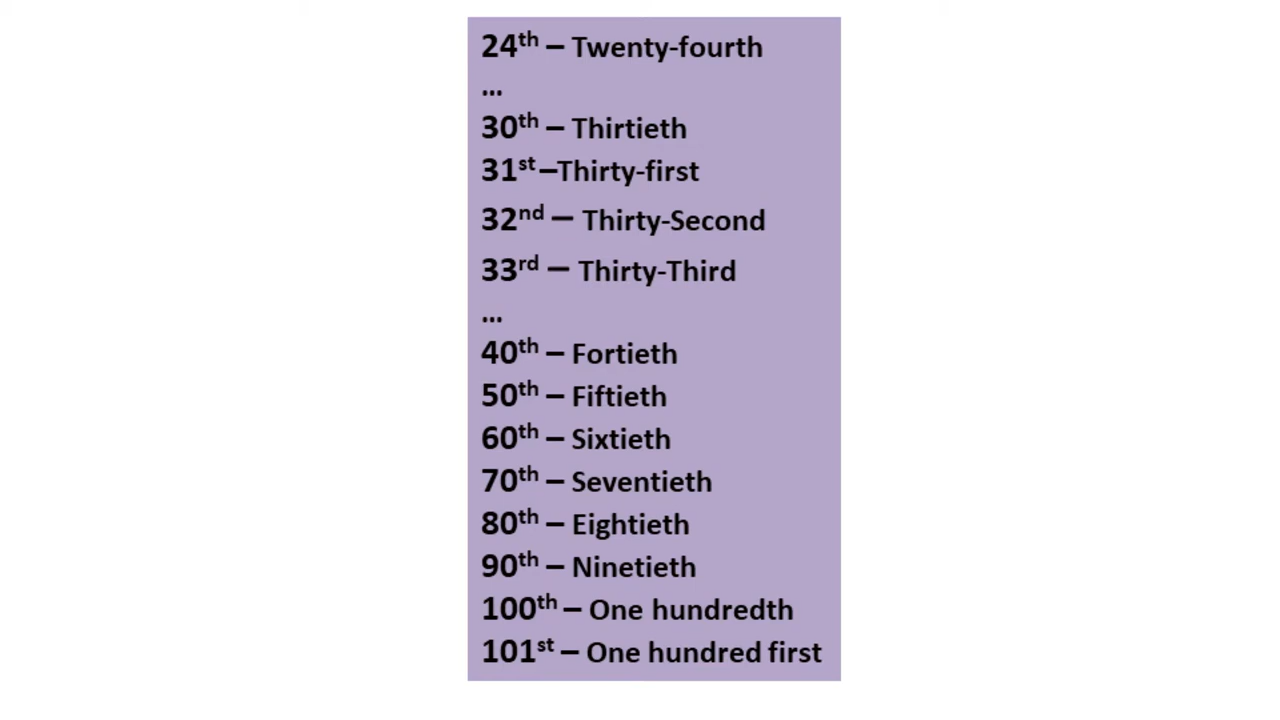 24th – Twenty-fourth
...
30th – Thirtieth
31st –Thirty-first
32nd – Thirty-Second
33rd – Thirty-Third
...
40th – Fortieth
50th – Fiftieth
60th – Sixtieth
70th – Seventieth
80th – Eightieth
90th – Ninetieth
100th – One hundredth
101st – One hundred first